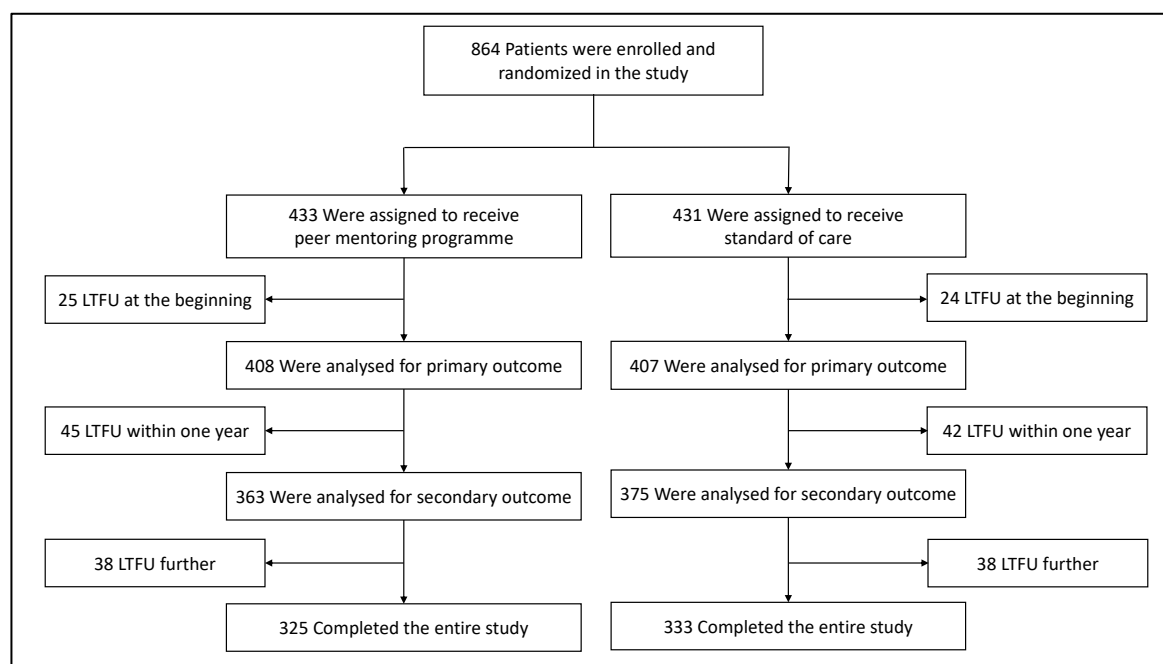 864 Patients were enrolled and
randomized in the study
433 Were assigned to receive
peer mentoring programme
431 Were assigned to receive
standard of care
25 LTFU at the beginning
24 LTFU at the beginning
408 Were analysed for primary outcome
407 Were analysed for primary outcome
45 LTFU within one year
42 LTFU within one year
363 Were analysed for secondary outcome
375 Were analysed for secondary outcome
38 LTFU further
38 LTFU further
325 Completed the entire study
333 Completed the entire study